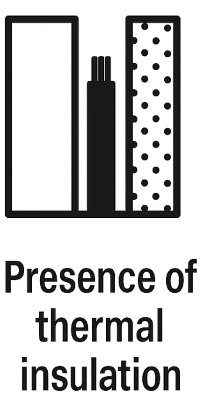 Presence of
thermal
insulation